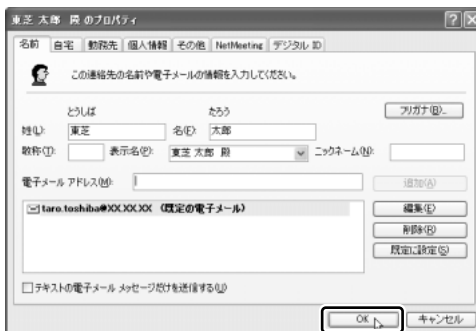 東芝 太郎 殿 のプロパティ
名前 自宅 勤務先 個人情報 その他 NetMeeting デジタル ID
この連絡先の名前や電子メールの情報を入力してください。
とうしば たろう フリガナ(B)...
姓(L): 東芝 名(E): 太郎
敬称(T): 表示名(P): 東芝 太郎 殿 ニックネーム(N):
電子メール アドレス(M): 追加(A)
taro.toshiba@XX.XX.XX (既定の電子メール) 編集(E)
削除(R)
既定に設定(S)
テキストの電子メール メッセージだけを送信する(U)
OK キャンセル